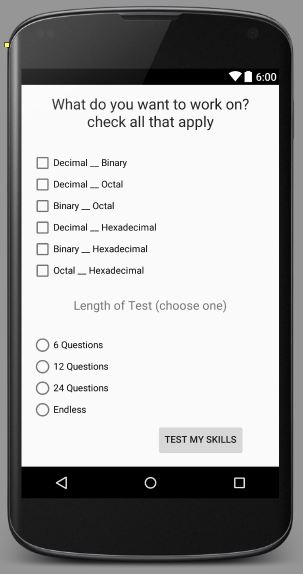 6:00
What do you want to work on?
check all that apply
Decimal __ Binary
Decimal __ Octal
Binary __ Octal
Decimal __ Hexadecimal
Binary __ Hexadecimal
Octal __ Hexadecimal
Length of Test (choose one)
6 Questions
12 Questions
24 Questions
Endless
TEST MY SKILLS